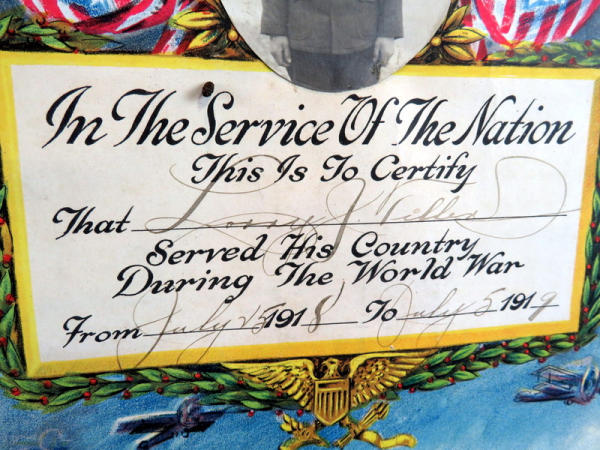 In The Service Of The Nation
This Is To Certify
That
Served His Country
During The World War
From July 25 1918 To July 5 1919